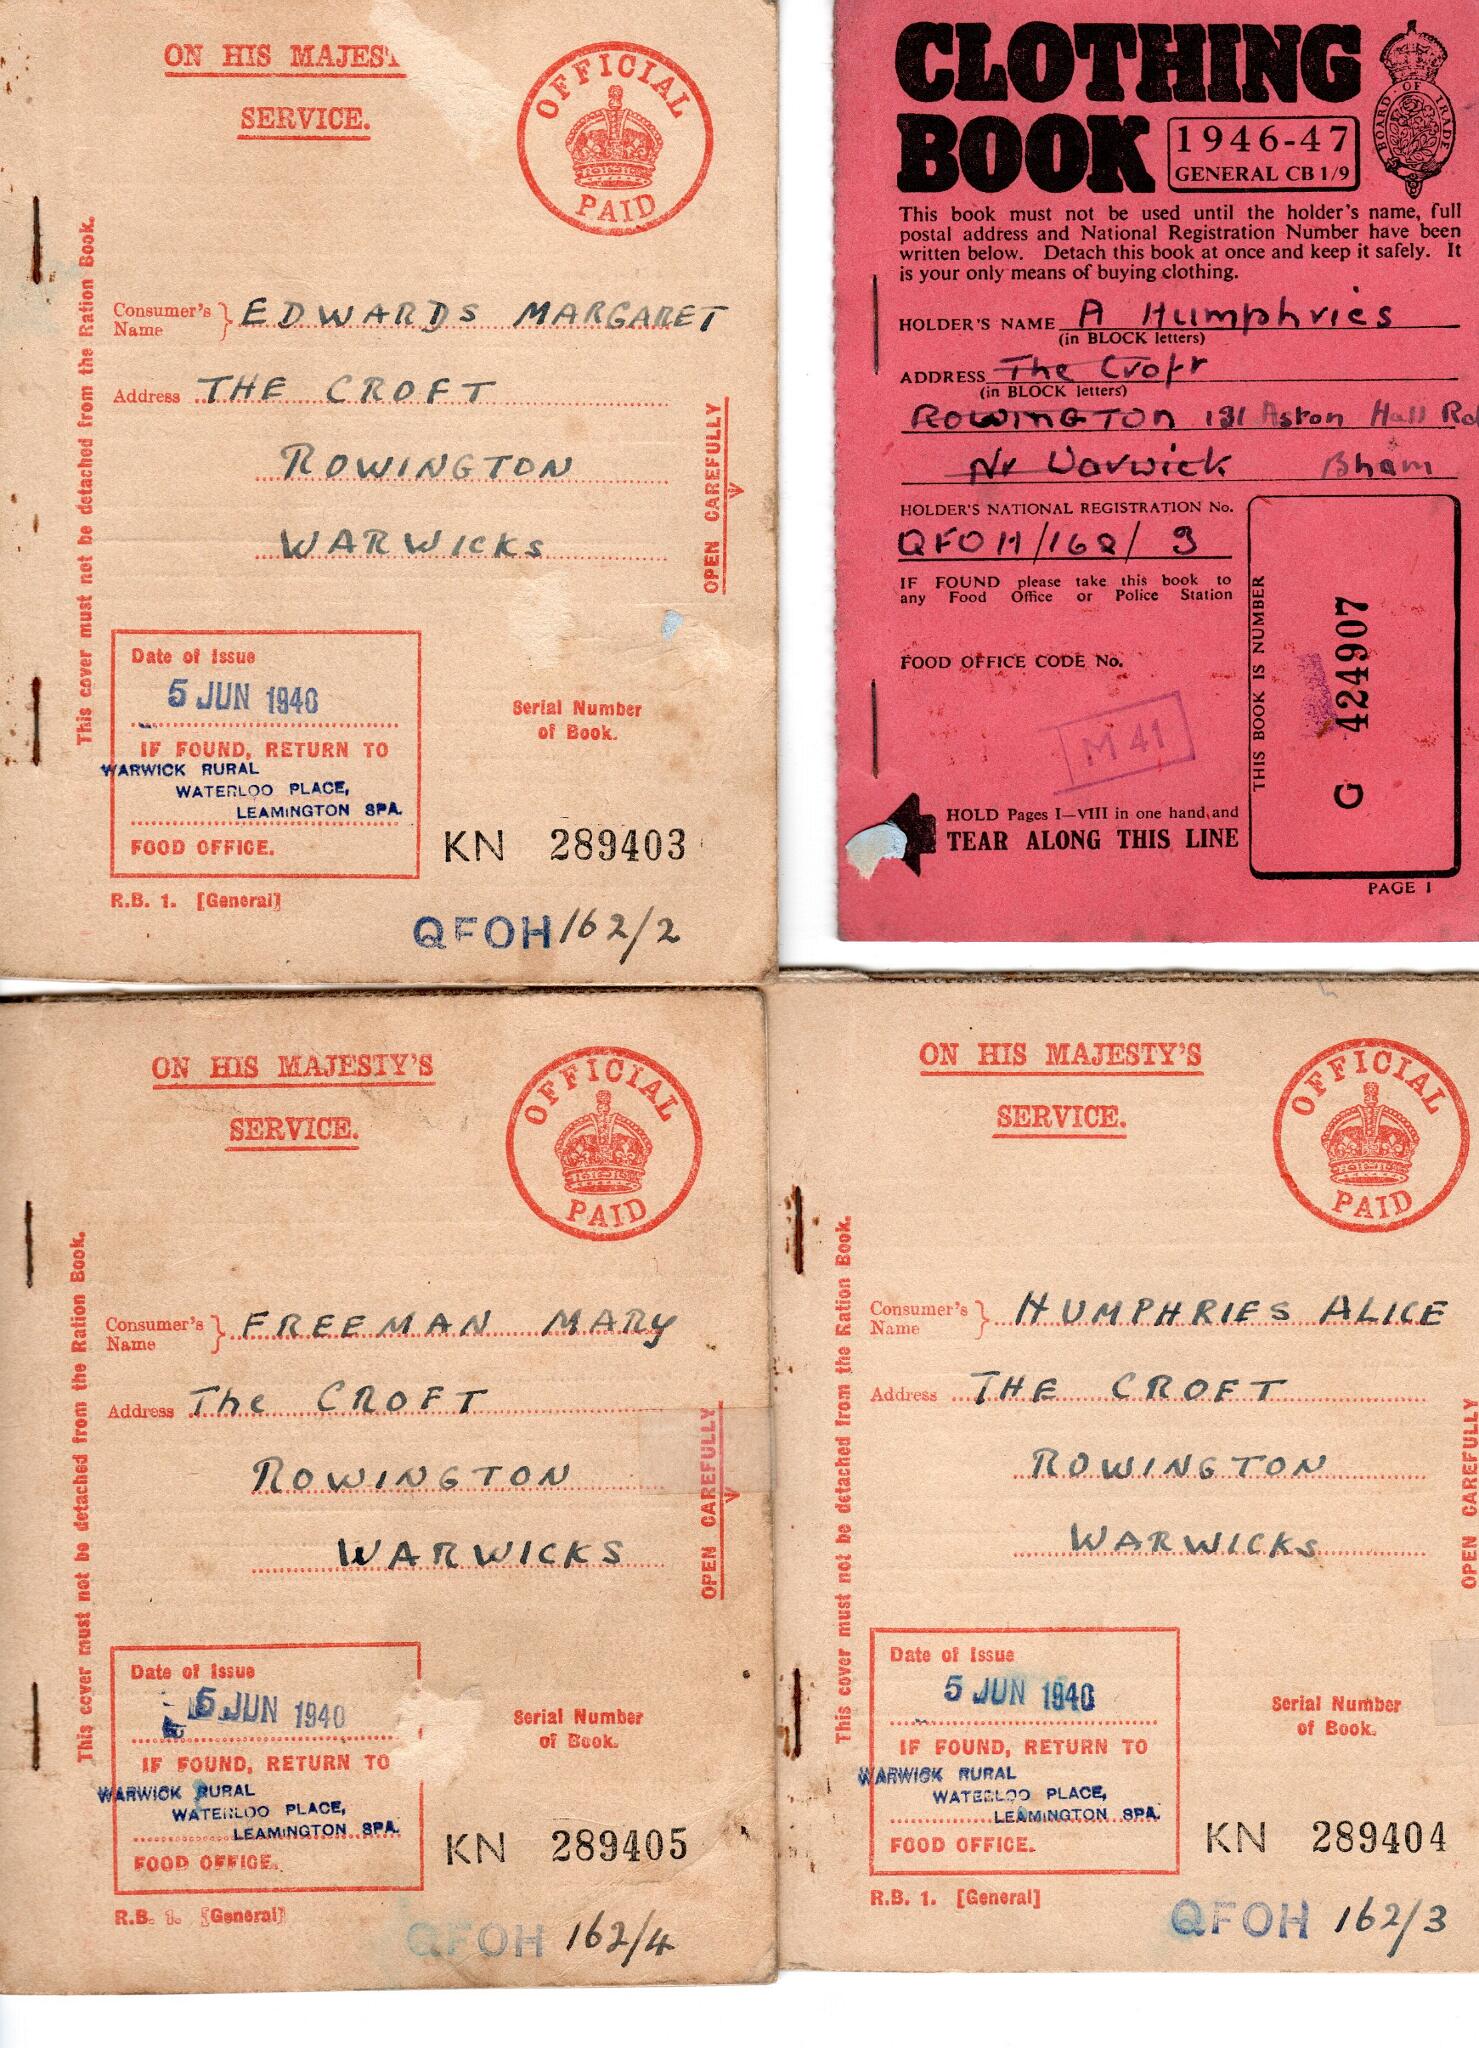 ON HIS MAJEST
SERVICE.
OFFICIAL
PAID
This cover must not be detached from the Ration Book.
Consumer's
Name
EDWARDS MARGARET
Address THE CROFT
ROWINGTON
WARWICKS
OPEN CAREFULLY
Date of Issue
5 JUN 1940
IF FOUND, RETURN TO
WARWICK RURAL
WATERLOO PLACE,
LEAMINGTON SPA.
FOOD OFFICE.
Serial Number
of Book.
KN 289403
R.B. 1. [General]
QFOH 162/2
CLOTHING
BOOK
1946-47
GENERAL CB 1/9
BOARD OF TRADE
This book must not be used until the holder's name, full
postal address and National Registration Number have been
written below. Detach this book at once and keep it safely. It
is your only means of buying clothing.
HOLDER'S NAME A Humphries
(in BLOCK letters)
ADDRESS The Croft
(in BLOCK letters)
ROWINGTON 131 Aston Hall Rd
Nr Warwick Bham
HOLDER'S NATIONAL REGISTRATION No.
QFOH/162/3
IF FOUND please take this book to
any Food Office or Police Station
FOOD OFFICE CODE No.
M 41
HOLD Pages I—VIII in one hand, and
TEAR ALONG THIS LINE
THIS BOOK IS NUMBER
G 424907
PAGE I
ON HIS MAJESTY'S
SERVICE.
OFFICIAL
PAID
This cover must not be detached from the Ration Book.
Consumer's
Name
FREEMAN MARY
Address The CROFT
ROWINGTON
WARWICKS
OPEN CAREFULLY
Date of Issue
5 JUN 1940
IF FOUND, RETURN TO
WARWICK RURAL
WATERLOO PLACE,
LEAMINGTON SPA.
FOOD OFFICE.
Serial Number
of Book.
KN 289405
R.B. 1. [General]
QFOH 162/4
ON HIS MAJESTY'S
SERVICE.
OFFICIAL
PAID
This cover must not be detached from the Ration Book.
Consumer's
Name
HUMPHRIES ALICE
Address THE CROFT
ROWINGTON
WARWICKS
OPEN CAREFULLY
Date of Issue
5 JUN 1940
IF FOUND, RETURN TO
WARWICK RURAL
WATERLOO PLACE,
LEAMINGTON SPA.
FOOD OFFICE.
Serial Number
of Book.
KN 289404
R.B. 1. [General]
QFOH 162/3